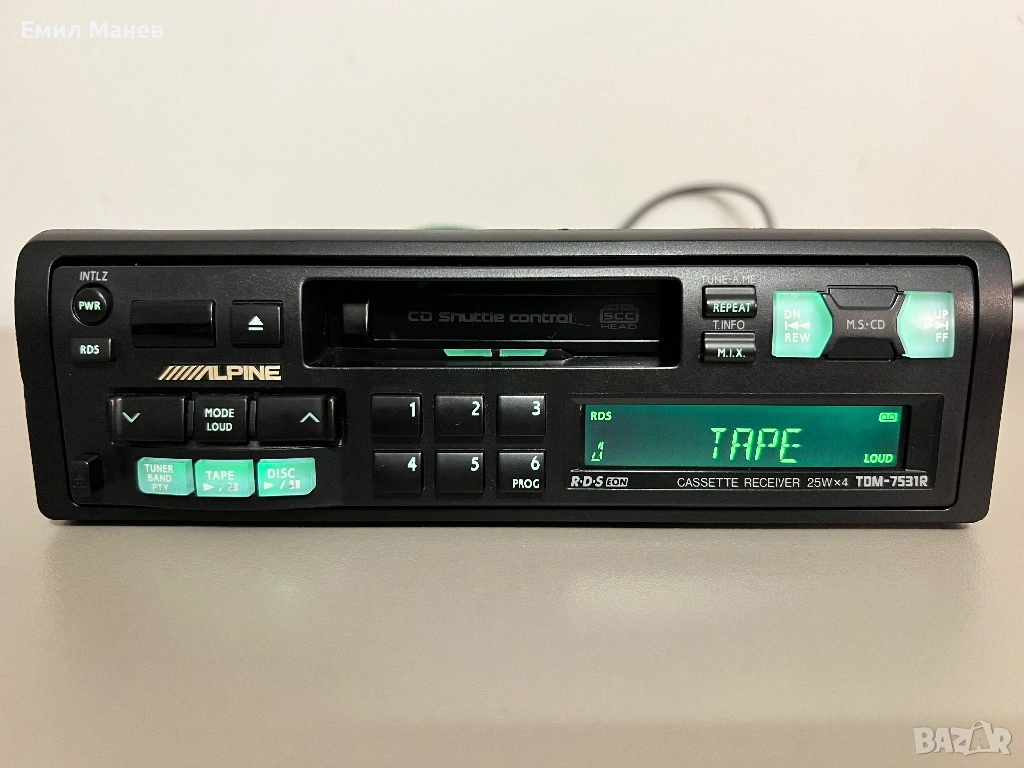 Емил Манев
INTLZ
PWR
RDS
ALPINE
MODE
LOUD
TUNER
BAND
PTY
TAPE
DISC
CD Shuttle control
SCC
HEAD
1 2 3
4 5 6
PROG
TUNE·A.ME
REPEAT
T.INFO
M.I.X.
DN
REW
M.S.·CD
UP
FF
RDS
TAPE
LOUD
R·D·S EON
CASSETTE RECEIVER 25W×4 TDM-7531R
BAZAR